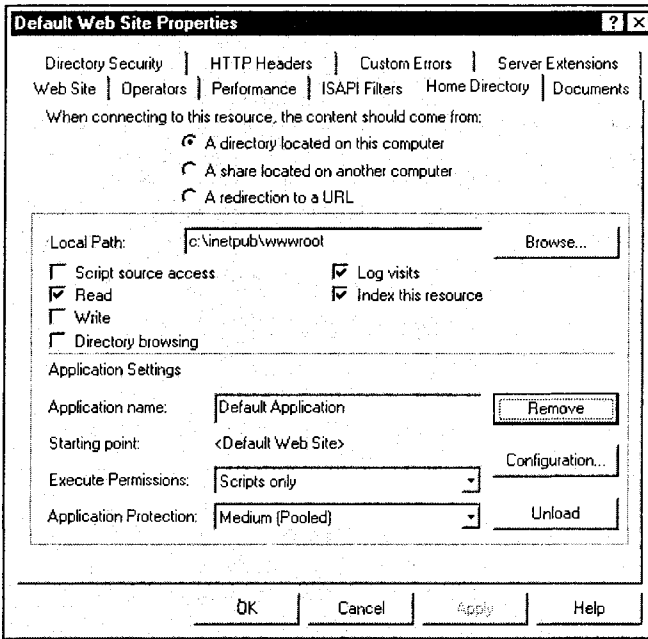 Default Web Site Properties ? ×
Directory Security HTTP Headers Custom Errors Server Extensions
Web Site Operators Performance ISAPI Filters Home Directory Documents
When connecting to this resource, the content should come from:
A directory located on this computer
A share located on another computer
A redirection to a URL
Local Path: c:\inetpub\wwwroot Browse...
Script source access Log visits
Read Index this resource
Write
Directory browsing
Application Settings
Application name: Default Application Remove
Starting point: <Default Web Site>
Configuration...
Execute Permissions: Scripts only
Application Protection: Medium (Pooled) Unload
OK Cancel Apply Help